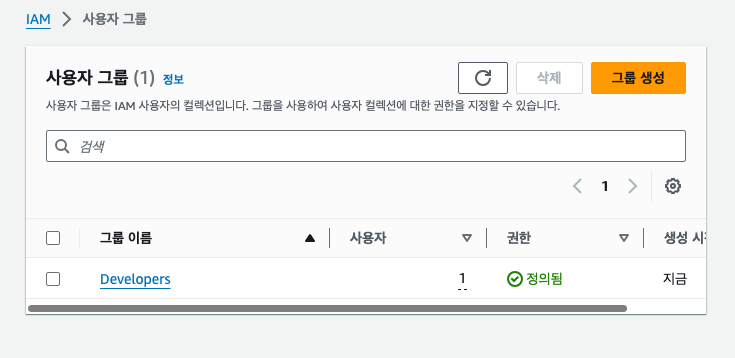 IAM > 사용자 그룹
사용자 그룹 (1) 정보
삭제
그룹 생성
사용자 그룹은 IAM 사용자의 컬렉션입니다. 그룹을 사용하여 사용자 컬렉션에 대한 권한을 지정할 수 있습니다.
검색
< 1 >
그룹 이름 사용자 권한 생성 시
Developers 1 정의됨 지금